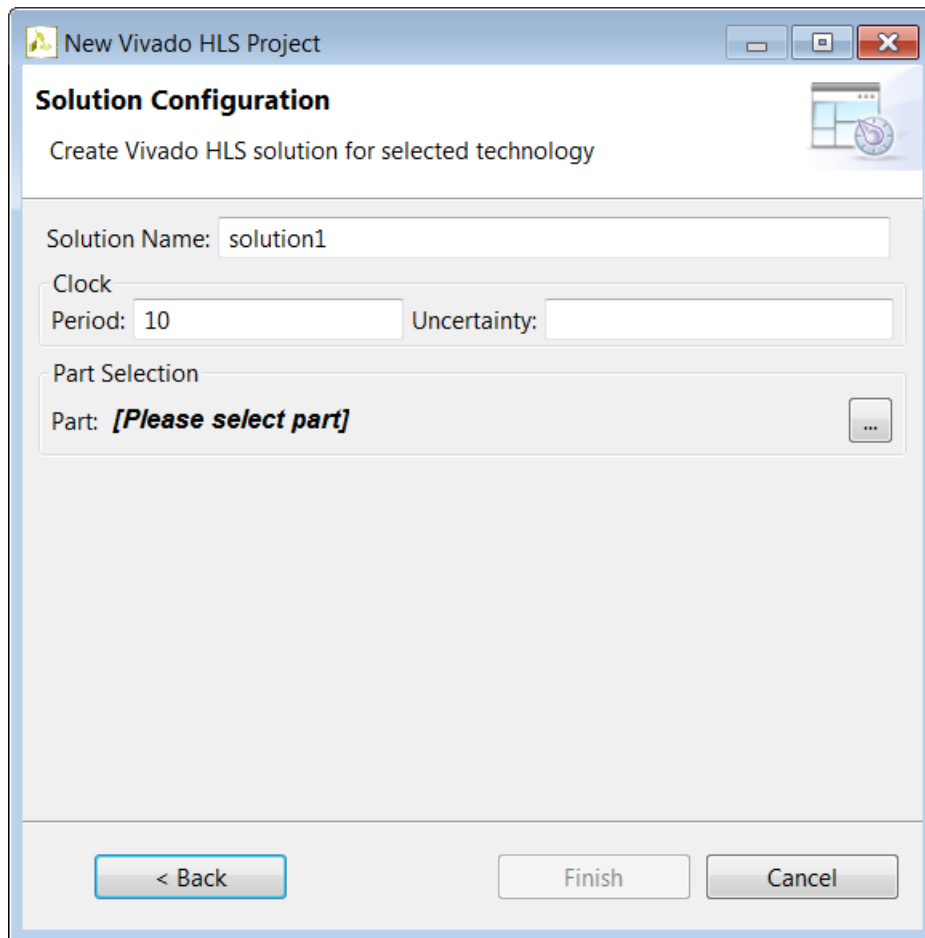 New Vivado HLS Project
Solution Configuration
Create Vivado HLS solution for selected technology
Solution Name: solution1
Clock
Period: 10 Uncertainty:
Part Selection
Part: [Please select part] ...
< Back Finish Cancel